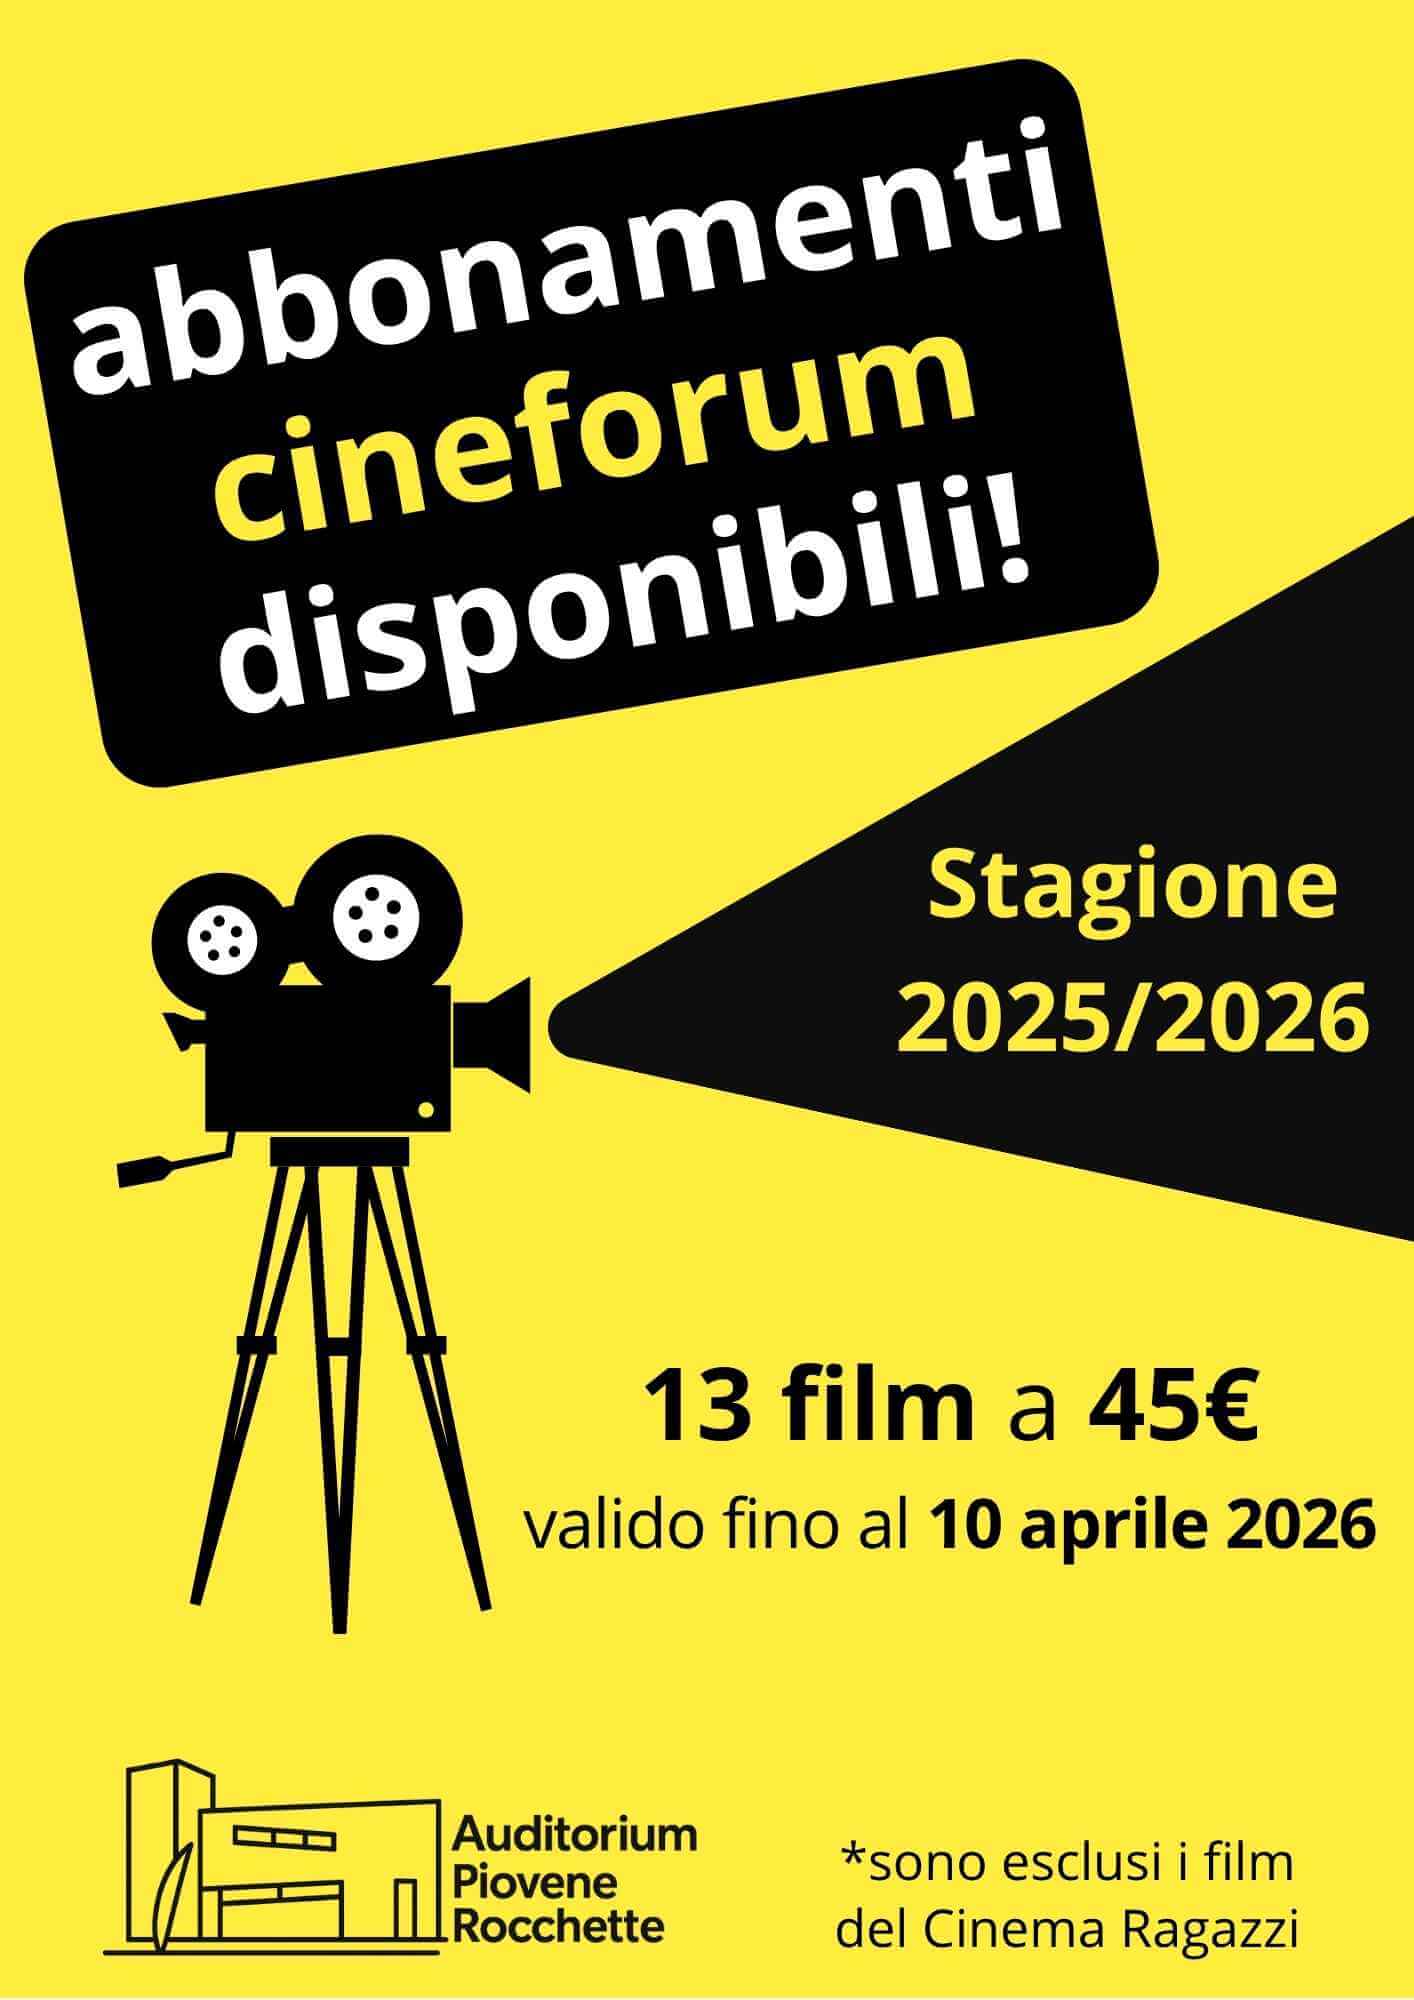 abbonamenti
cineforum
disponibili!
Stagione
2025/2026
13 film a 45€
valido fino al 10 aprile 2026
Auditorium
Piovene
Rocchette
*sono esclusi i film
del Cinema Ragazzi